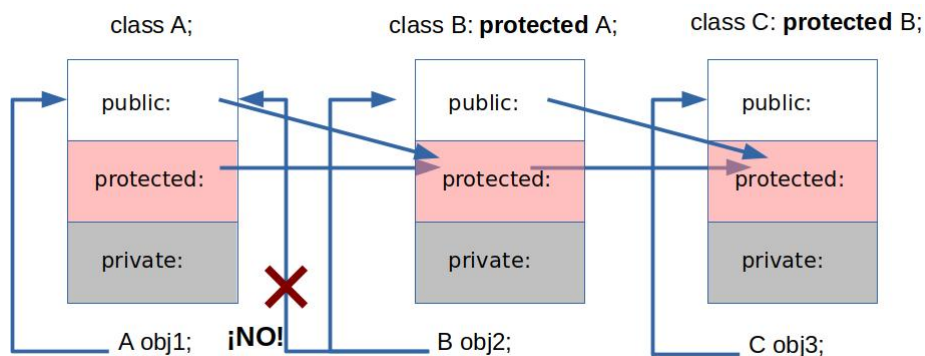 class A;
class B: protected A;
class C: protected B;
public:
public:
public:
protected:
protected:
protected:
private:
private:
private:
A obj1;
¡NO!
B obj2;
C obj3;